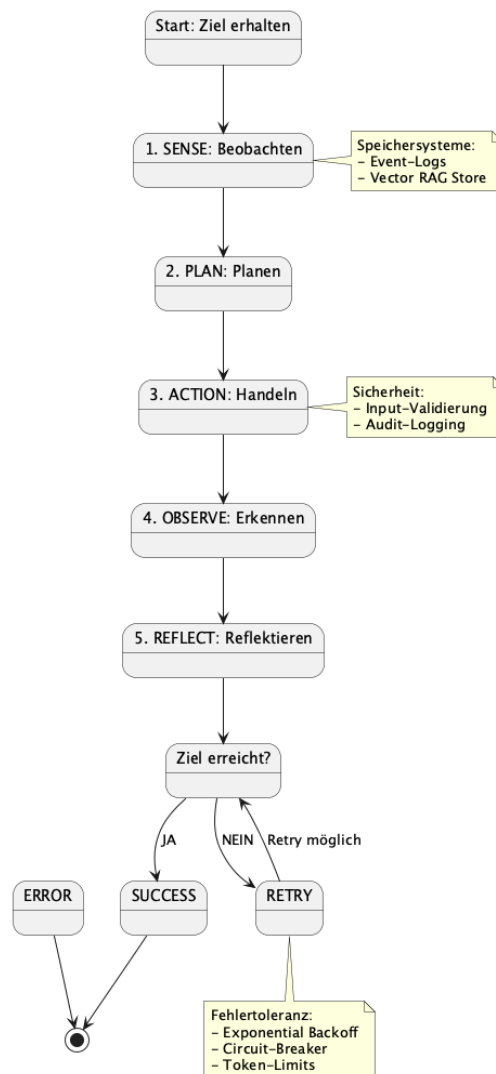 Start: Ziel erhalten
1. SENSE: Beobachten
Speichersysteme:
– Event-Logs
– Vector RAG Store
2. PLAN: Planen
3. ACTION: Handeln
Sicherheit:
– Input-Validierung
– Audit-Logging
4. OBSERVE: Erkennen
5. REFLECT: Reflektieren
Ziel erreicht?
JA
NEIN
Retry möglich
ERROR
SUCCESS
RETRY
Fehlertoleranz:
– Exponential Backoff
– Circuit-Breaker
– Token-Limits